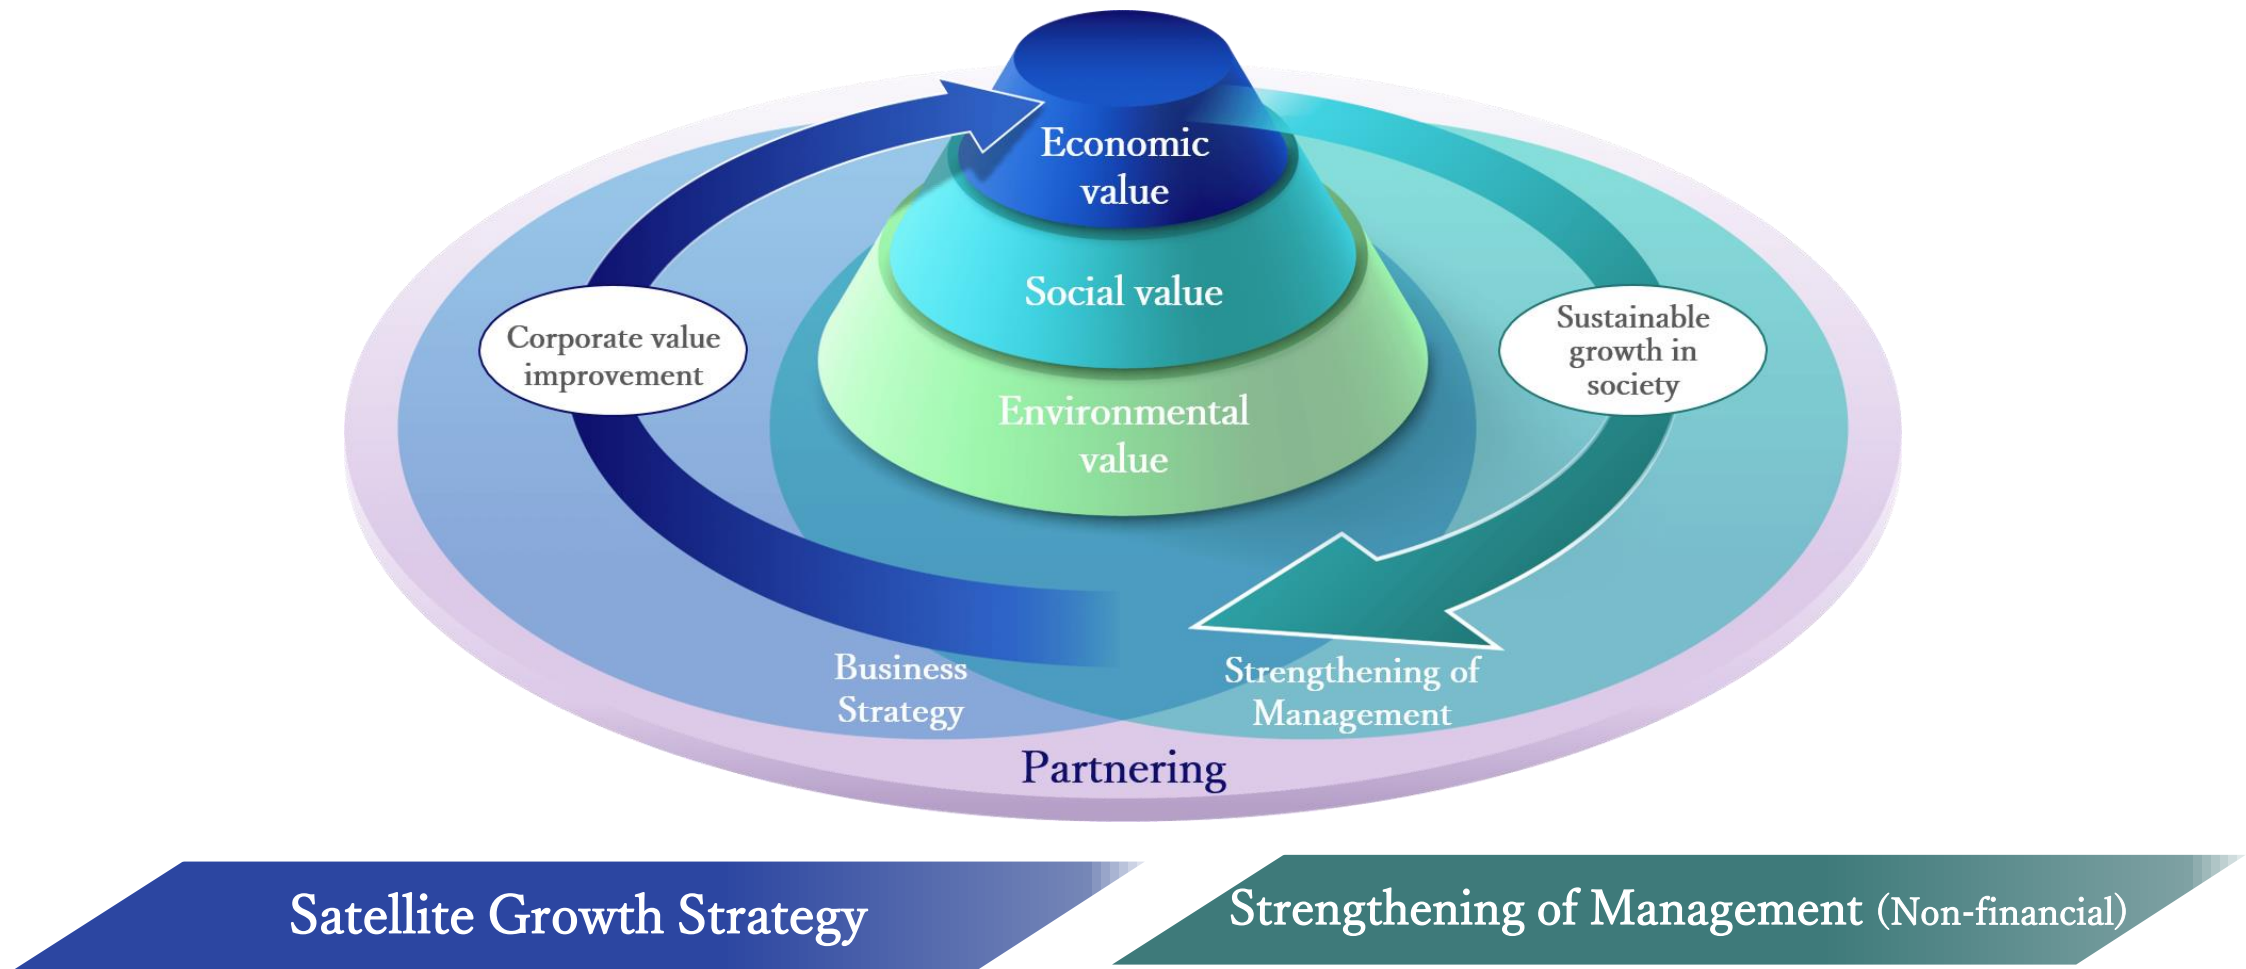 Economic
value
Social value
Environmental
value
Corporate value
improvement
Sustainable
growth in
society
Business
Strategy
Strengthening of
Management
Partnering
Satellite Growth Strategy
Strengthening of Management (Non-financial)